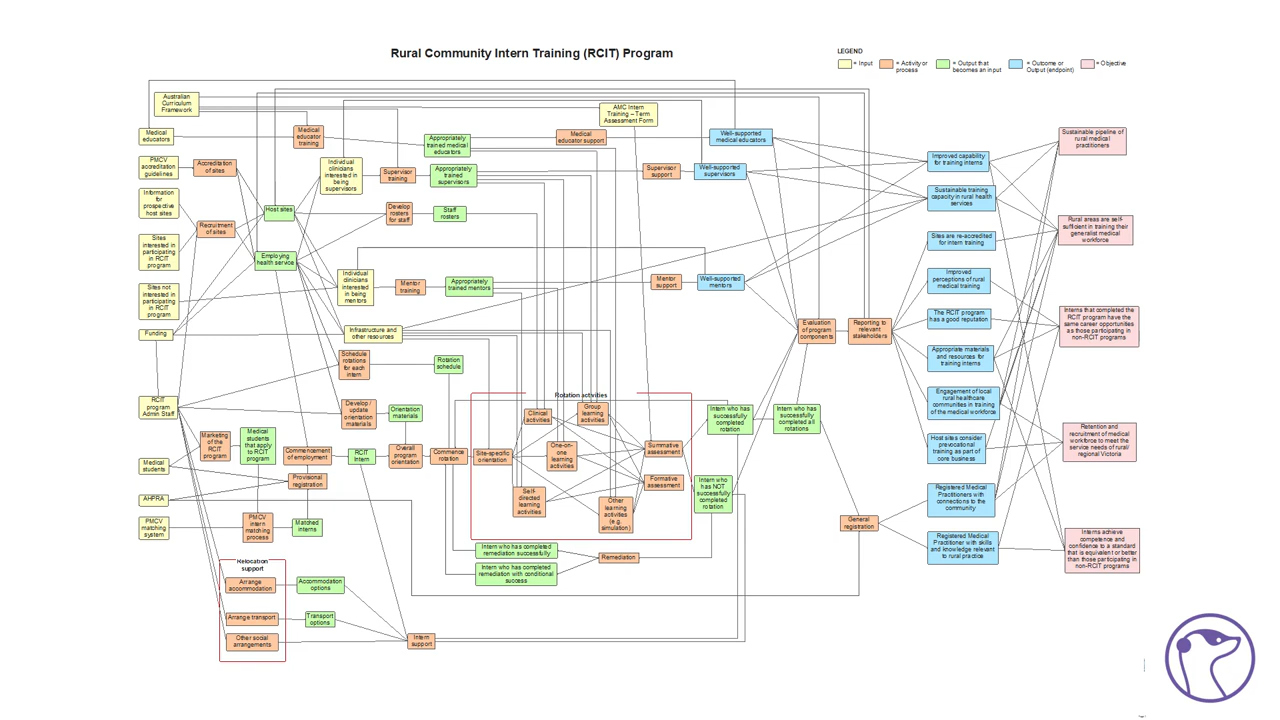 Rural Community Intern Training (RCIT) Program
LEGEND
= Input
= Activity or
process
= Output that
becomes an input
= Outcome or
Output (endpoint)
= Objective
Australian
Curriculum
Framework
AMC Intern
Training – Term
Assessment Form
Medical
educators
Medical
educator
training
Appropriately
trained medical
educators
Medical
educator support
Well-supported
medical educators
Sustainable pipeline of
rural medical
practitioners
PMCV
accreditation
guidelines
Accreditation
of sites
Individual
clinicians
interested in
being
supervisors
Supervisor
training
Appropriately
trained
supervisors
Supervisor
support
Well-supported
supervisors
Improved capability
for training interns
Information
for
prospective
host sites
Host sites
Develop
rosters
for staff
Staff
rosters
Sustainable training
capacity in rural health
services
Recruitment
of sites
Rural areas are self-
sufficient in training their
generalist medical
workforce
Sites
interested in
participating
in RCIT
program
Employing
health service
Sites are re-accredited
for intern training
Sites not
interested in
participating
in RCIT
program
Individual
clinicians
interested
in being
mentors
Mentor
training
Appropriately
trained mentors
Mentor
support
Well-supported
mentors
Improved
perceptions of rural
medical training
Funding
Infrastructure and
other resources
Evaluation
of program
components
Reporting to
relevant
stakeholders
The RCIT program
has a good reputation
Interns that completed the
RCIT program have the
same career opportunities
as those participating in
non-RCIT programs
Schedule
rotations
for each
intern
Rotation
schedule
Appropriate materials
and resources for
training interns
RCIT
program
Admin Staff
Develop /
update
orientation
materials
Orientation
materials
Rotation activities
Clinical
activities
Group
learning
activities
Intern who has
successfully
completed
rotation
Intern who has
successfully
completed all
rotations
Engagement of local
rural healthcare
communities in training
of the medical workforce
Marketing
of the
RCIT
program
Medical
students
that apply
to RCIT
program
Commencement
of employment
RCIT
Intern
Overall
program
orientation
Commence
rotation
Site-specific
orientation
One-on-
one
learning
activities
Summative
assessment
Host sites consider
prevocational
training as part of
core business
Retention and
recruitment of medical
workforce to meet the
service needs of rural/
regional Victoria
Medical
students
Provisional
registration
Formative
assessment
Intern who
has NOT
successfully
completed
rotation
AHPRA
Self-
directed
learning
activities
Other
learning
activities
(e.g.
simulation)
Registered Medical
Practitioners with
connections to the
community
PMCV
matching
system
PMCV
intern
matching
process
Matched
interns
General
registration
Registered Medical
Practitioner with skills
and knowledge relevant
to rural practice
Interns achieve
competence and
confidence to a standard
that is equivalent or better
than those participating in
non-RCIT programs
Intern who has completed
remediation successfully
Remediation
Intern who has completed
remediation with conditional
success
Relocation
support
Arrange
accommodation
Accommodation
options
Arrange transport
Transport
options
Other social
arrangements
Intern
support